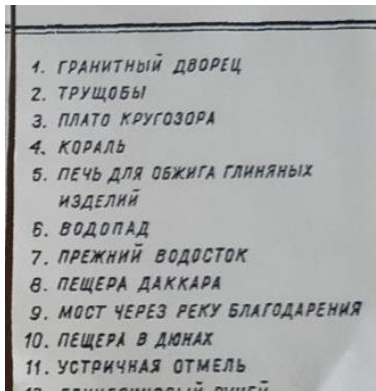 1. ГРАНИТНЫЙ ДВОРЕЦ
2. ТРУЩОБЫ
3. ПЛАТО КРУГОЗОРА
4. КОРАЛЬ
5. ПЕЧЬ ДЛЯ ОБЖИГА ГЛИНЯНЫХ
ИЗДЕЛИЙ
6. ВОДОПАД
7. ПРЕЖНИЙ ВОДОСТОК
8. ПЕЩЕРА ДАККАРА
9. МОСТ ЧЕРЕЗ РЕКУ БЛАГОДАРЕНИЯ
10. ПЕЩЕРА В ДЮНАХ
11. УСТРИЧНАЯ ОТМЕЛЬ